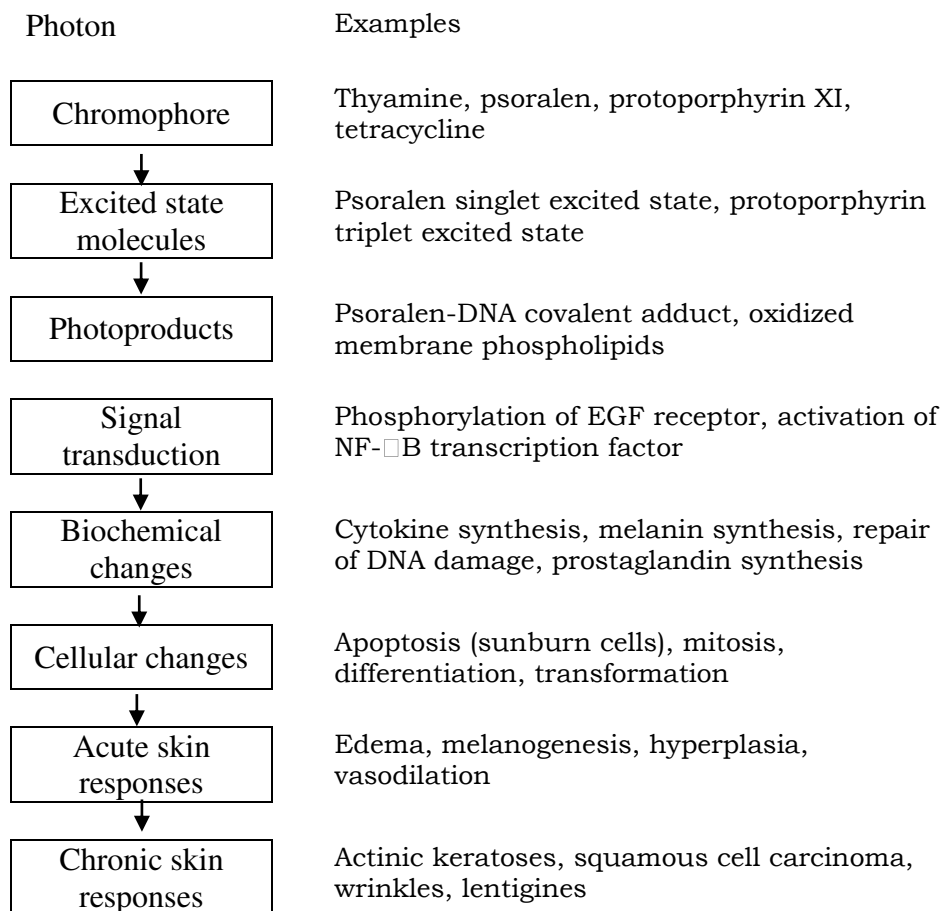 Photon
Examples
Chromophore
Thyamine, psoralen, protoporphyrin XI,
tetracycline
Excited state
molecules
Psoralen singlet excited state, protoporphyrin
triplet excited state
Photoproducts
Psoralen-DNA covalent adduct, oxidized
membrane phospholipids
Signal
transduction
Phosphorylation of EGF receptor, activation of
NF-□B transcription factor
Biochemical
changes
Cytokine synthesis, melanin synthesis, repair
of DNA damage, prostaglandin synthesis
Cellular changes
Apoptosis (sunburn cells), mitosis,
differentiation, transformation
Acute skin
responses
Edema, melanogenesis, hyperplasia,
vasodilation
Chronic skin
responses
Actinic keratoses, squamous cell carcinoma,
wrinkles, lentigines